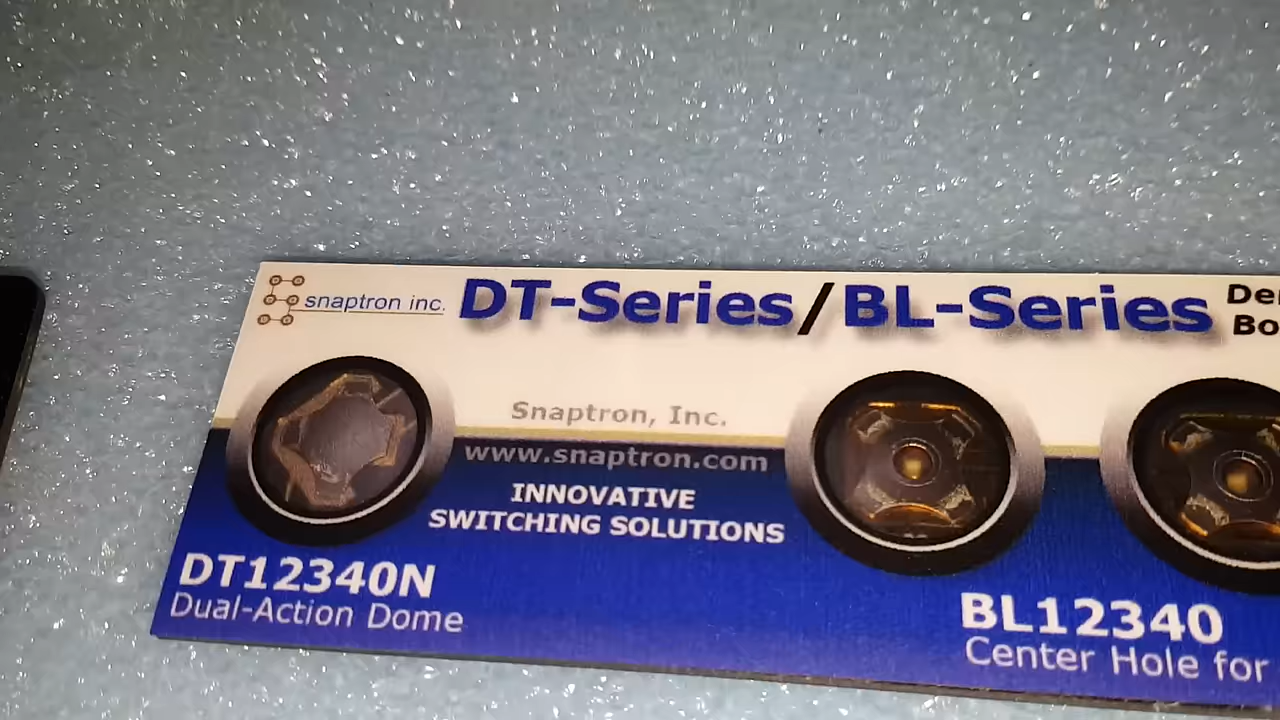 snaptron inc.
DT-Series/BL-Series
Snaptron, Inc.
www.snaptron.com
INNOVATIVE
SWITCHING SOLUTIONS
DT12340N
Dual-Action Dome
BL12340
Center Hole for